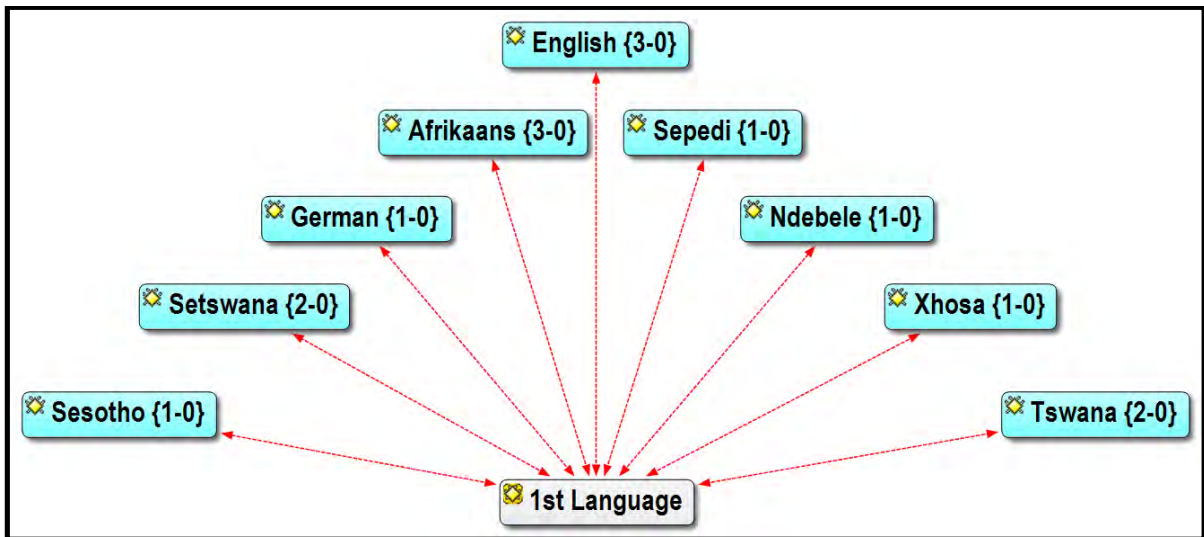 English {3-0}
Afrikaans {3-0}
Sepedi {1-0}
German {1-0}
Ndebele {1-0}
Setswana {2-0}
Xhosa {1-0}
Sesotho {1-0}
Tswana {2-0}
1st Language